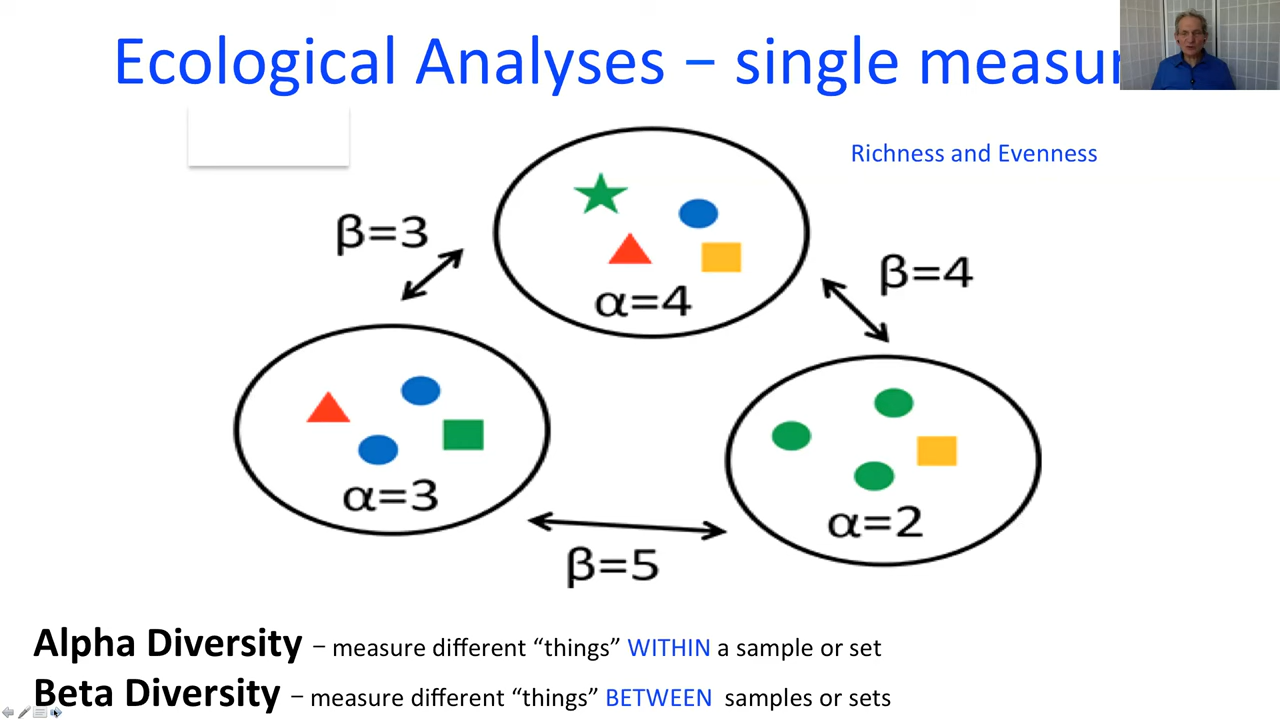 Ecological Analyses – single measur
Richness and Evenness
β=3
β=4
α=4
α=3
α=2
β=5
Alpha Diversity – measure different “things” WITHIN a sample or set
Beta Diversity – measure different “things” BETWEEN samples or sets